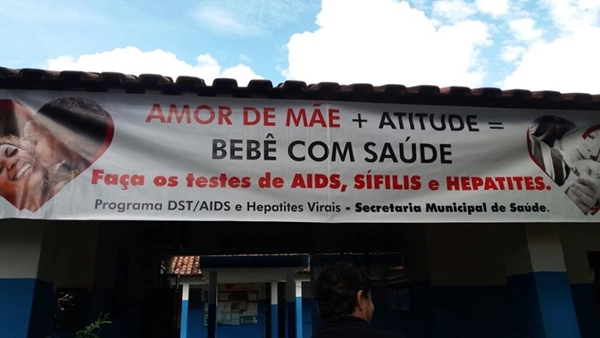 AMOR DE MÃE + ATITUDE =
BEBÊ COM SAÚDE
Faça os testes de AIDS, SÍFILIS e HEPATITES.
Programa DST/AIDS e Hepatites Virais - Secretaria Municipal de Saúde.